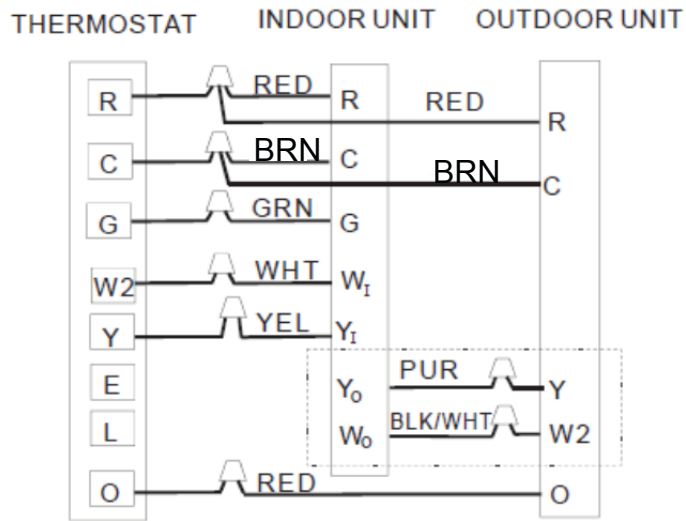 THERMOSTAT INDOOR UNIT OUTDOOR UNIT
R RED R RED R
C BRN C BRN C
G GRN G
W2 WHT WI
Y YEL YI
E YO PUR Y
L WO BLK/WHT W2
O RED O